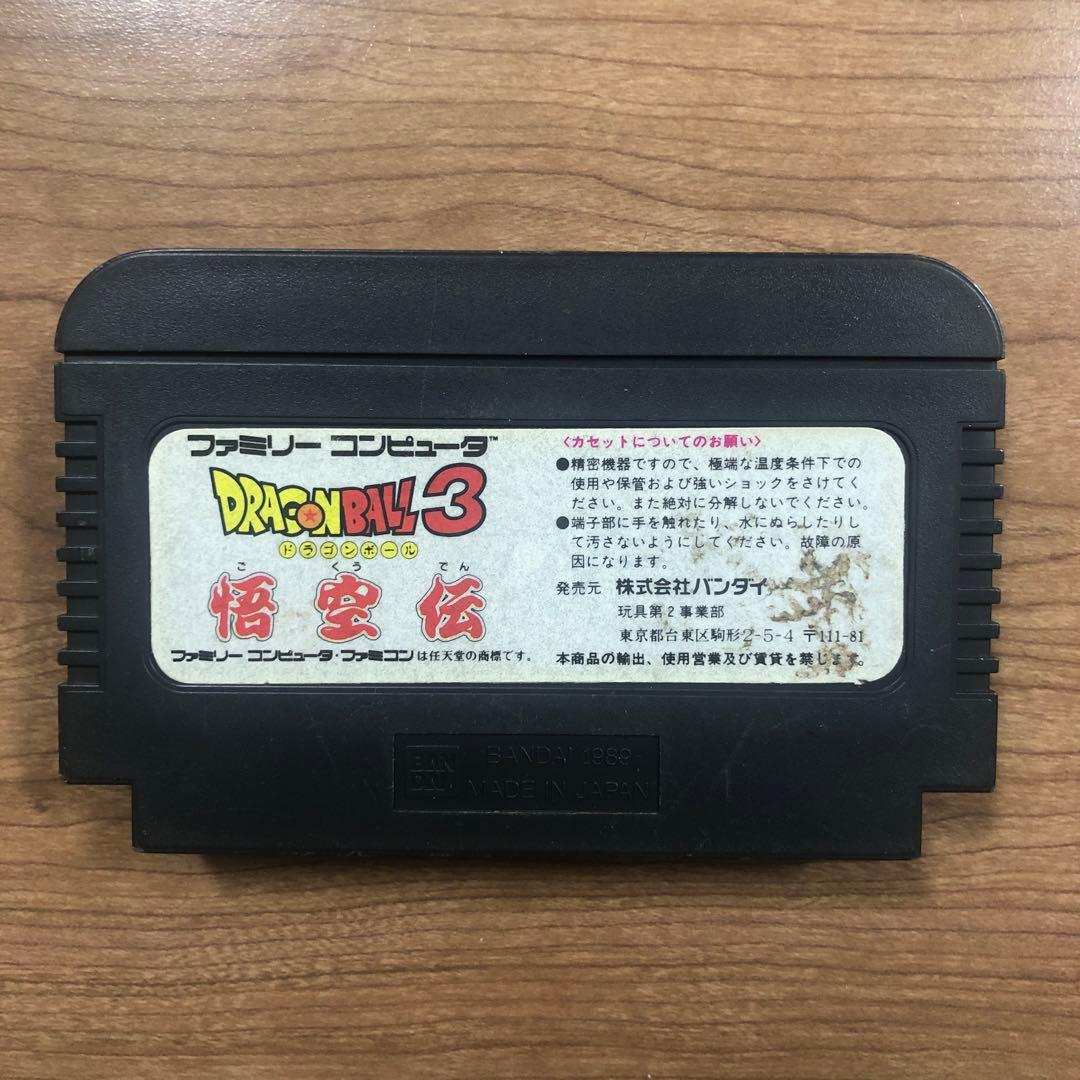 ファミリー コンピュータ™
DRAGON BALL 3
ドラゴンボール
ご くう でん
悟空伝
ファミリー コンピュータ・ファミコンは任天堂の商標です。
〈カセットについてのお願い〉
●精密機器ですので、極端な温度条件下での
使用や保管および強いショックをさけてく
ださい。また絶対に分解しないでください。
●端子部に手を触れたり、水にぬらしたりし
て汚さないようにしてください。故障の原
因になります。
発売元 株式会社バンダイ
玩具第2事業部
東京都台東区駒形2-5-4 〒111-81
本商品の輸出、使用営業及び賃貸を禁じます。
BAN
DAI
BANDAI 1989
MADE IN JAPAN